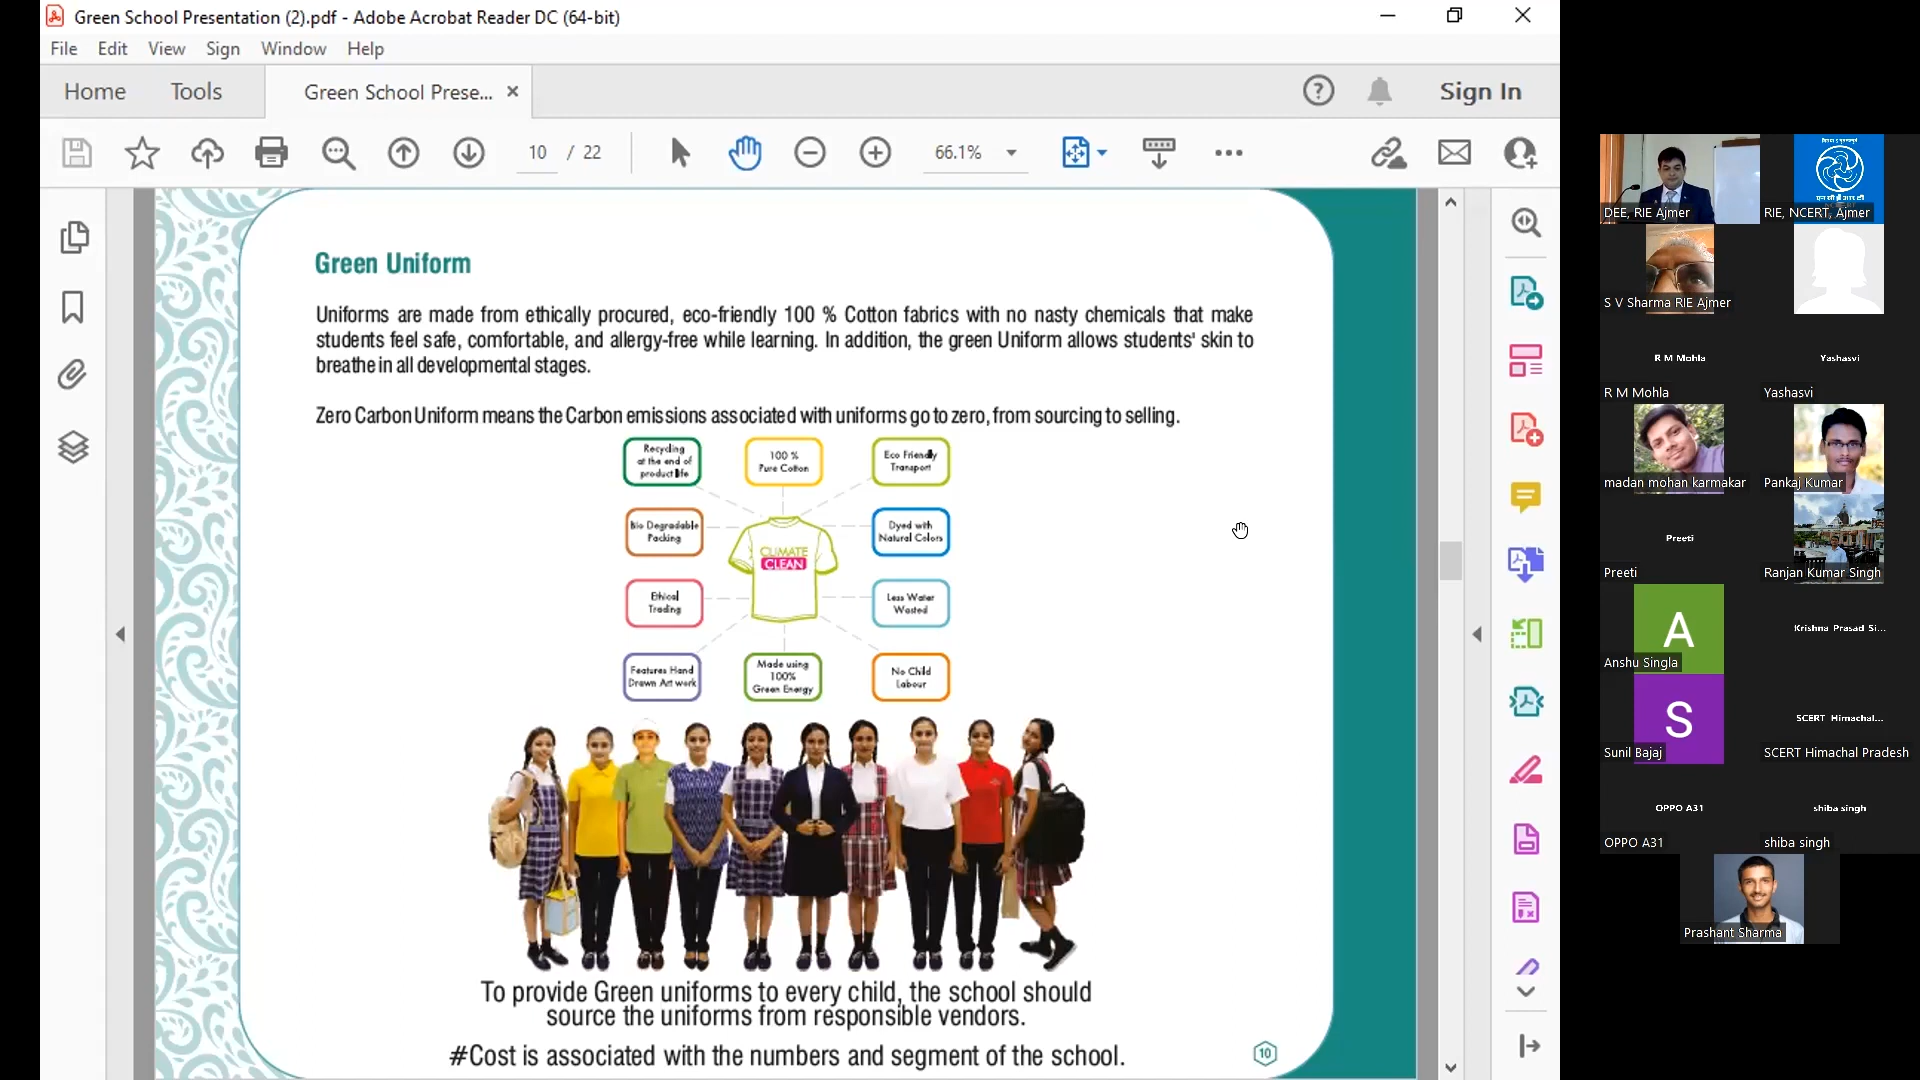 Green School Presentation (2).pdf - Adobe Acrobat Reader DC (64-bit)
File Edit View Sign Window Help
Home Tools Green School Prese... × Sign In
10 / 22 66.1%
Green Uniform
Uniforms are made from ethically procured, eco-friendly 100 % Cotton fabrics with no nasty chemicals that make
students feel safe, comfortable, and allergy-free while learning. In addition, the green Uniform allows students' skin to
breathe in all developmental stages.
Zero Carbon Uniform means the Carbon emissions associated with uniforms go to zero, from sourcing to selling.
Recycling
at the end of
product life
100 %
Pure Cotton
Eco Friendly
Transport
Bio Degradable
Packing
CLIMATE
CLEAN
Dyed with
Natural Colors
Ethical
Trading
Less Water
Wasted
Features Hand
Drawn Art work
Made using
100%
Green Energy
No Child
Labour
To provide Green uniforms to every child, the school should
source the uniforms from responsible vendors.
#Cost is associated with the numbers and segment of the school.
10
DEE, RIE Ajmer
RIE, NCERT, Ajmer
S V Sharma RIE Ajmer
R M Mohla
Yashasvi
R M Mohla
Yashasvi
madan mohan karmakar
Pankaj Kumar
Preeti
Preeti
Ranjan Kumar Singh
A
Anshu Singla
Krishna Prasad Si...
S
Sunil Bajaj
SCERT Himachal...
SCERT Himachal Pradesh
OPPO A31
shiba singh
OPPO A31
shiba singh
Prashant Sharma